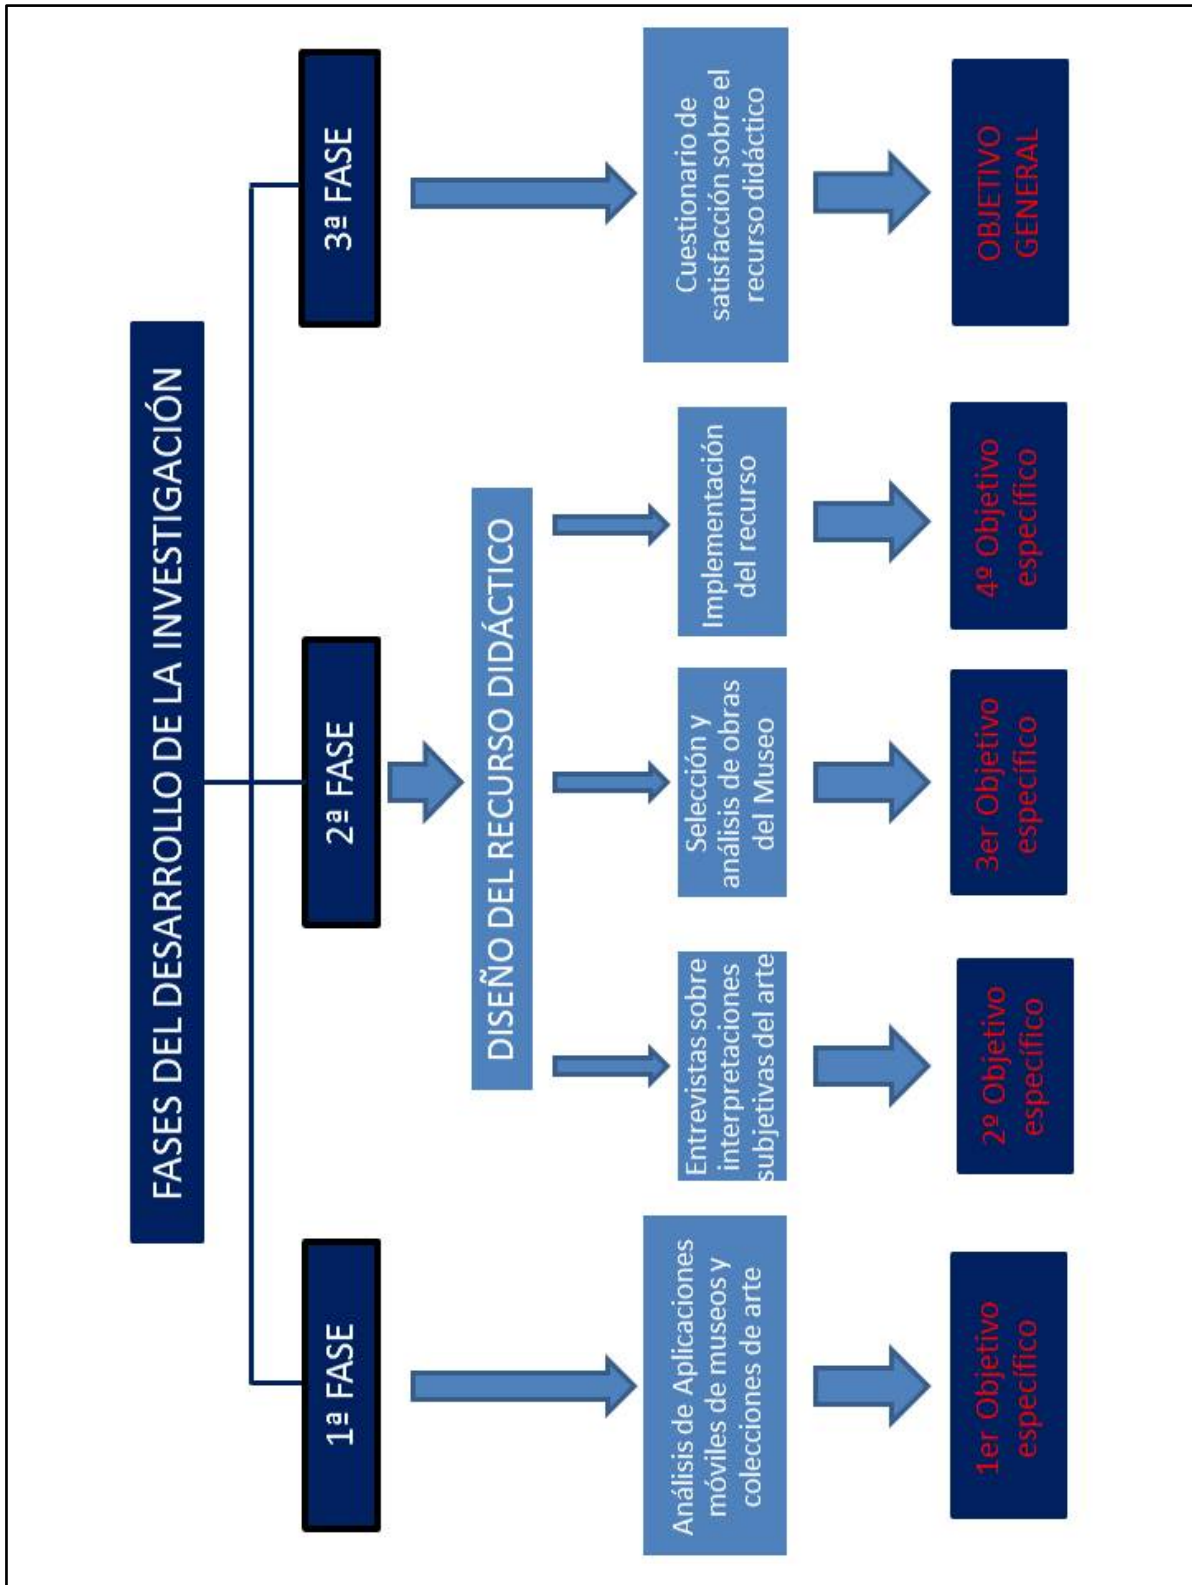 FASES DEL DESARROLLO DE LA INVESTIGACIÓN
1ª FASE
2ª FASE
3ª FASE
DISEÑO DEL RECURSO DIDÁCTICO
Análisis de Aplicaciones
móviles de museos y
colecciones de arte
Entrevistas sobre
interpretaciones
subjetivas del arte
Selección y
análisis de obras
del Museo
Implementación
del recurso
Cuestionario de
satisfacción sobre el
recurso didáctico
1er Objetivo
específico
2º Objetivo
específico
3er Objetivo
específico
4º Objetivo
específico
OBJETIVO
GENERAL